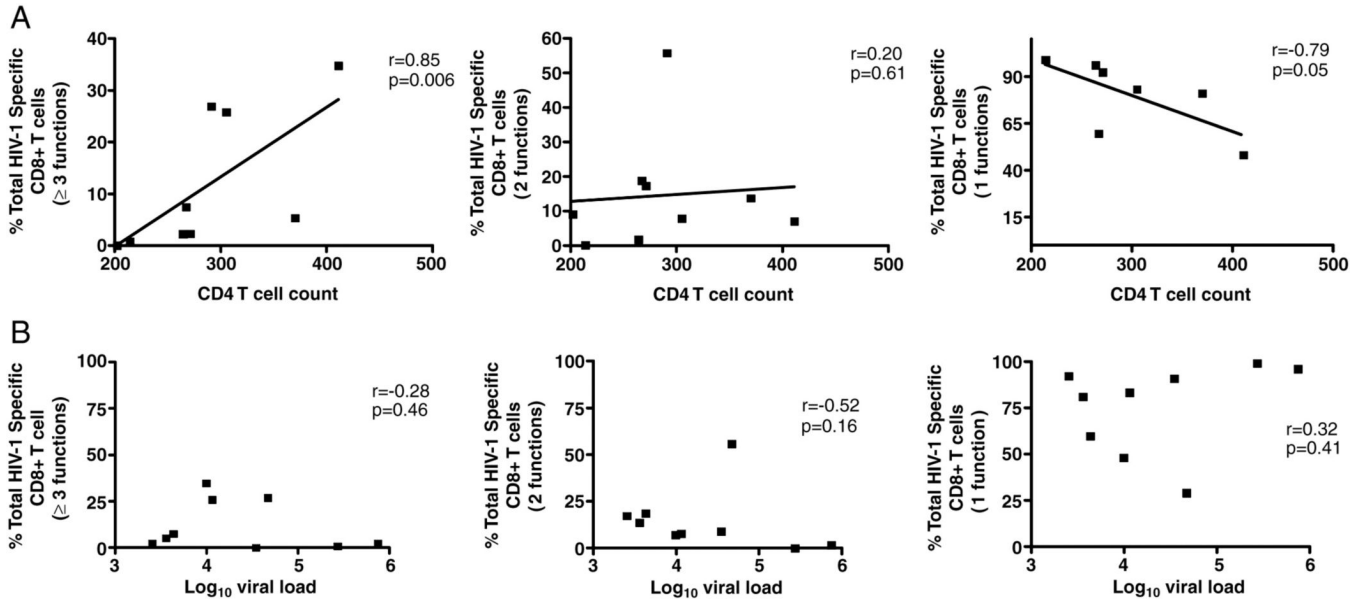 A
% Total HIV-1 Specific
CD8+ T cells
(≥ 3 functions)
40
30
20
10
0
200
300
400
500
CD4 T cell count
r=0.85
p=0.006
% Total HIV-1 Specific
CD8+ T cells
(2 functions)
60
50
40
30
20
10
0
200
300
400
500
CD4 T cell count
r=0.20
p=0.61
% Total HIV-1 Specific
CD8+ T cells
(1 functions)
90
65
40
15
200
300
400
500
CD4 T cell count
r=-0.79
p=0.05
B
% Total HIV-1 Specific
CD8+ T cell
(≥ 3 functions)
100
75
50
25
0
3
4
5
6
Log10 viral load
r=-0.28
p=0.46
% Total HIV-1 Specific
CD8+ T cells
(2 functions)
100
75
50
25
0
3
4
5
6
Log10 viral load
r=-0.52
p=0.16
% Total HIV-1 Specific
CD8+ T cells
(1 function)
100
75
50
25
0
3
4
5
6
Log10 viral load
r=0.32
p=0.41